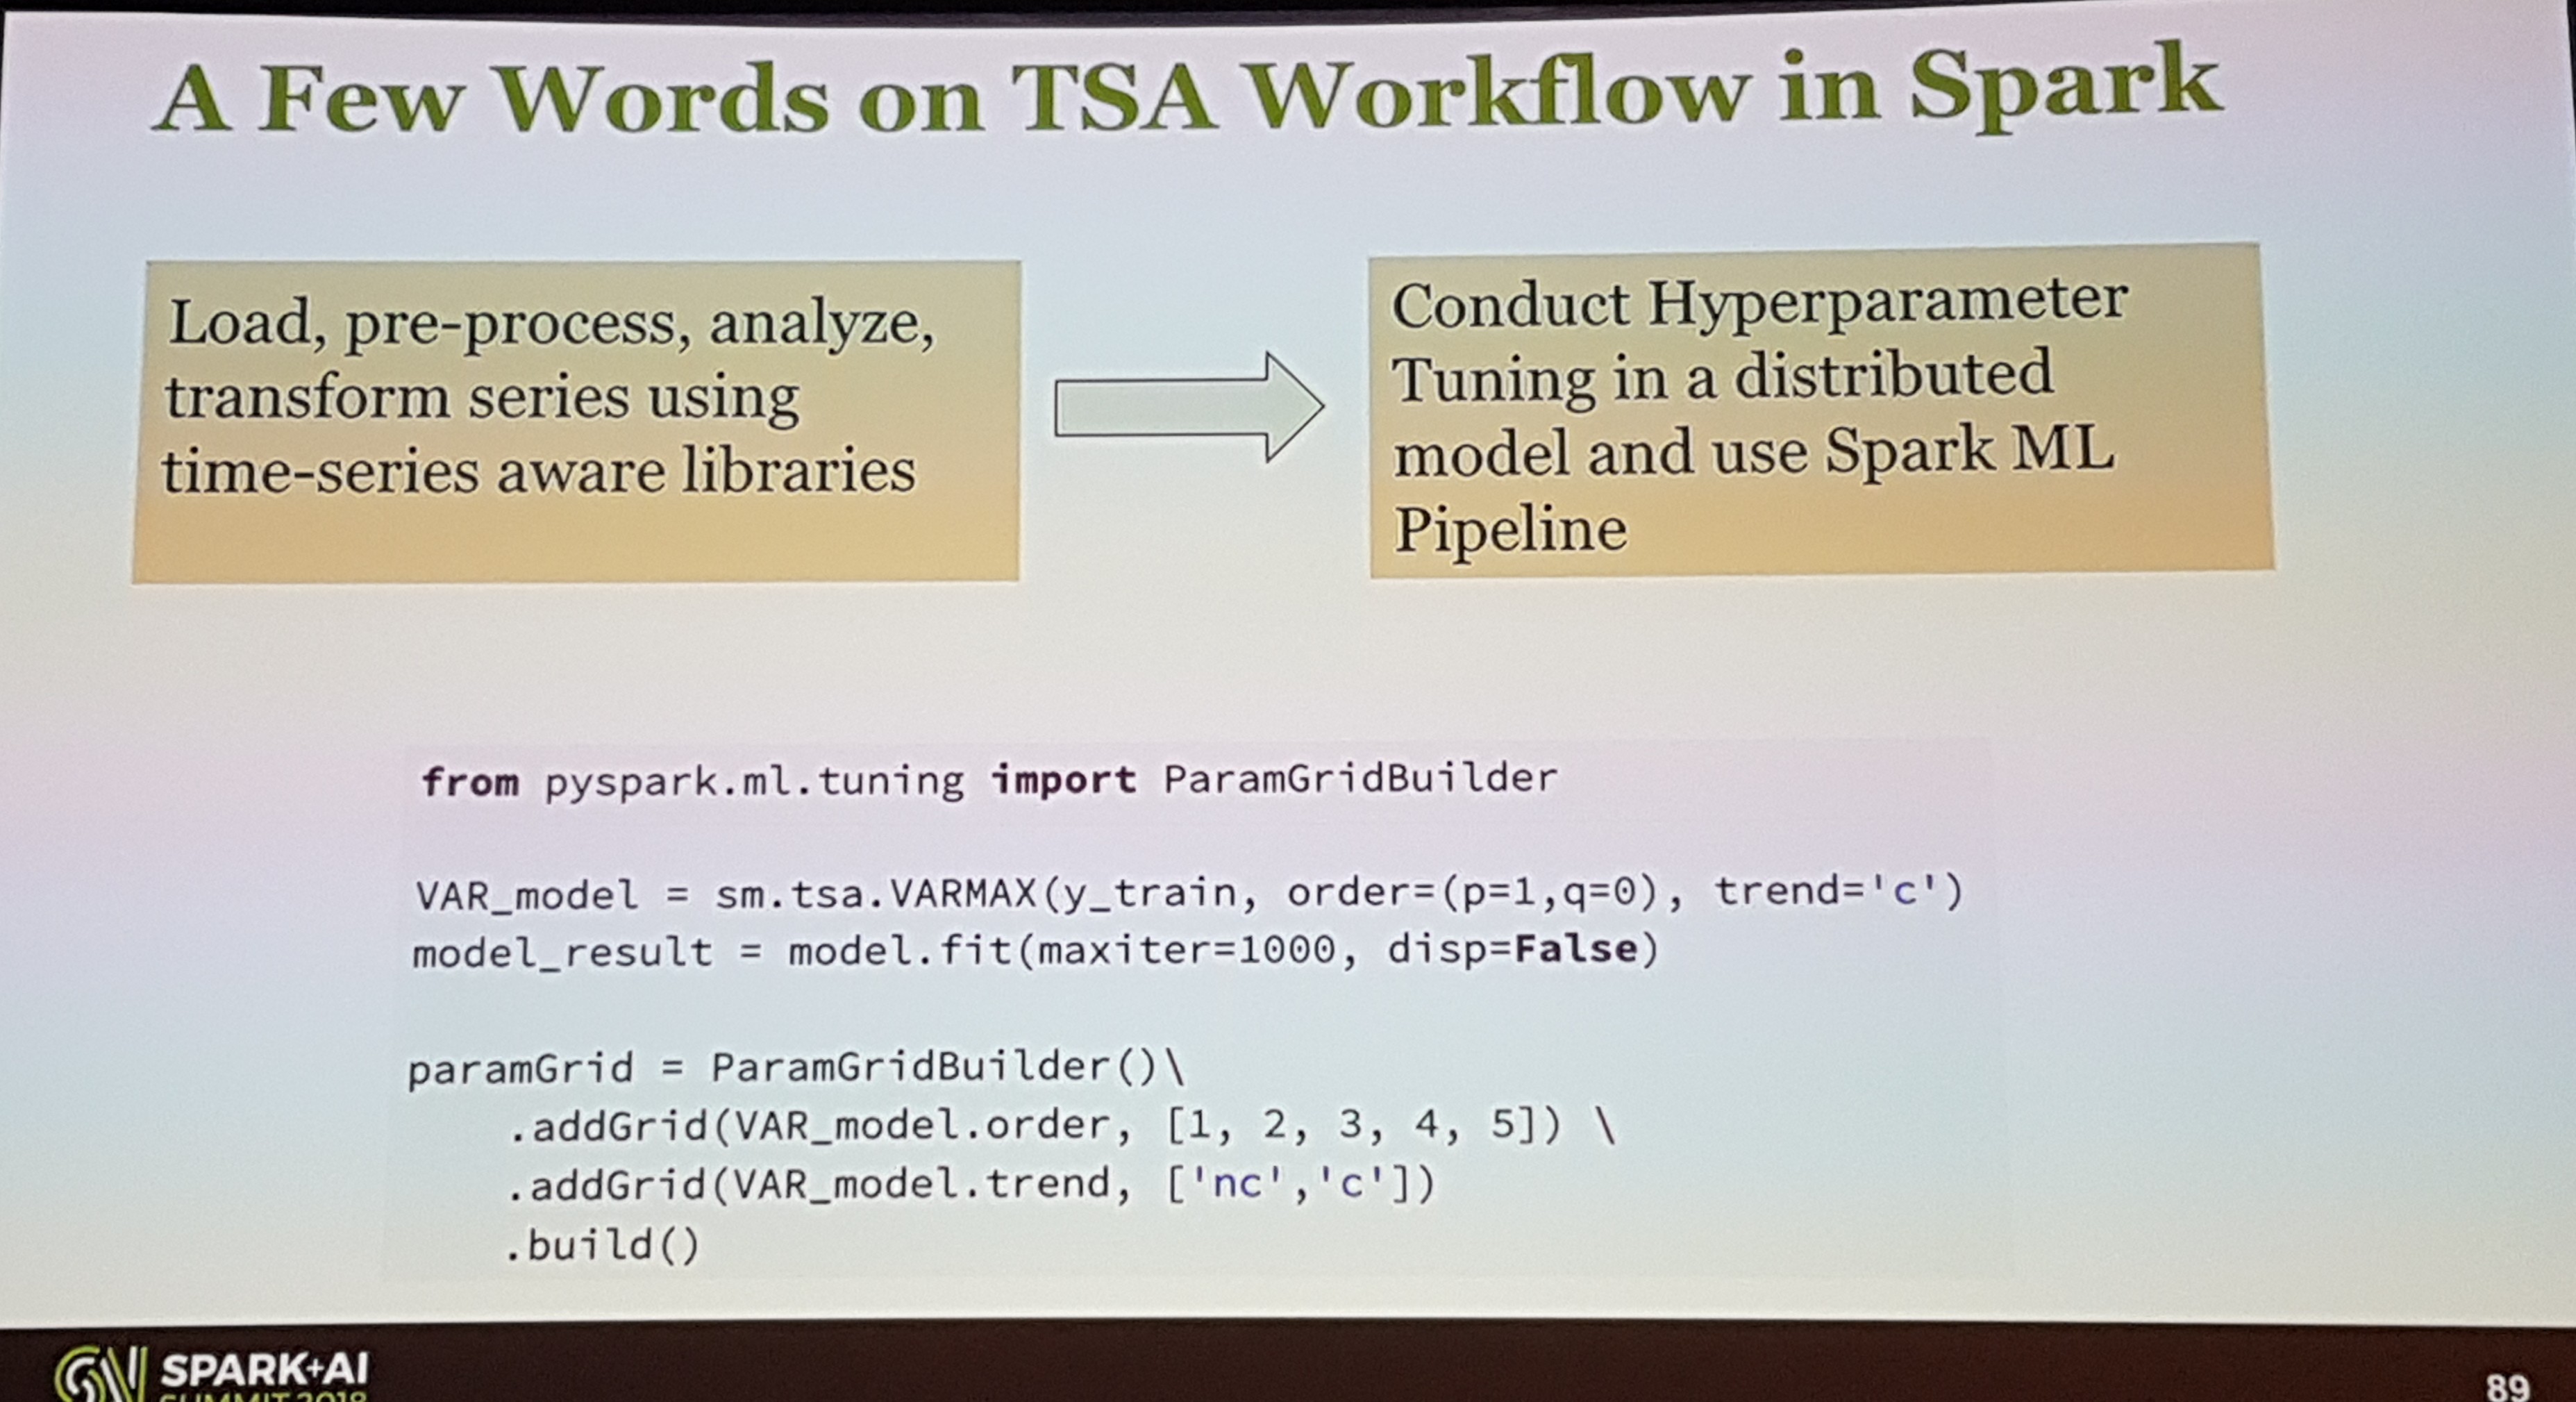 A Few Words on TSA Workflow in Spark
Load, pre-process, analyze,
transform series using
time-series aware libraries
Conduct Hyperparameter
Tuning in a distributed
model and use Spark ML
Pipeline
from pyspark.ml.tuning import ParamGridBuilder
VAR_model = sm.tsa.VARMAX(y_train, order=(p=1,q=0), trend='c')
model_result = model.fit(maxiter=1000, disp=False)
paramGrid = ParamGridBuilder()\
.addGrid(VAR_model.order, [1, 2, 3, 4, 5]) \
.addGrid(VAR_model.trend, ['nc','c'])
.build()
SPARK+AI
SUMMIT 2018
89